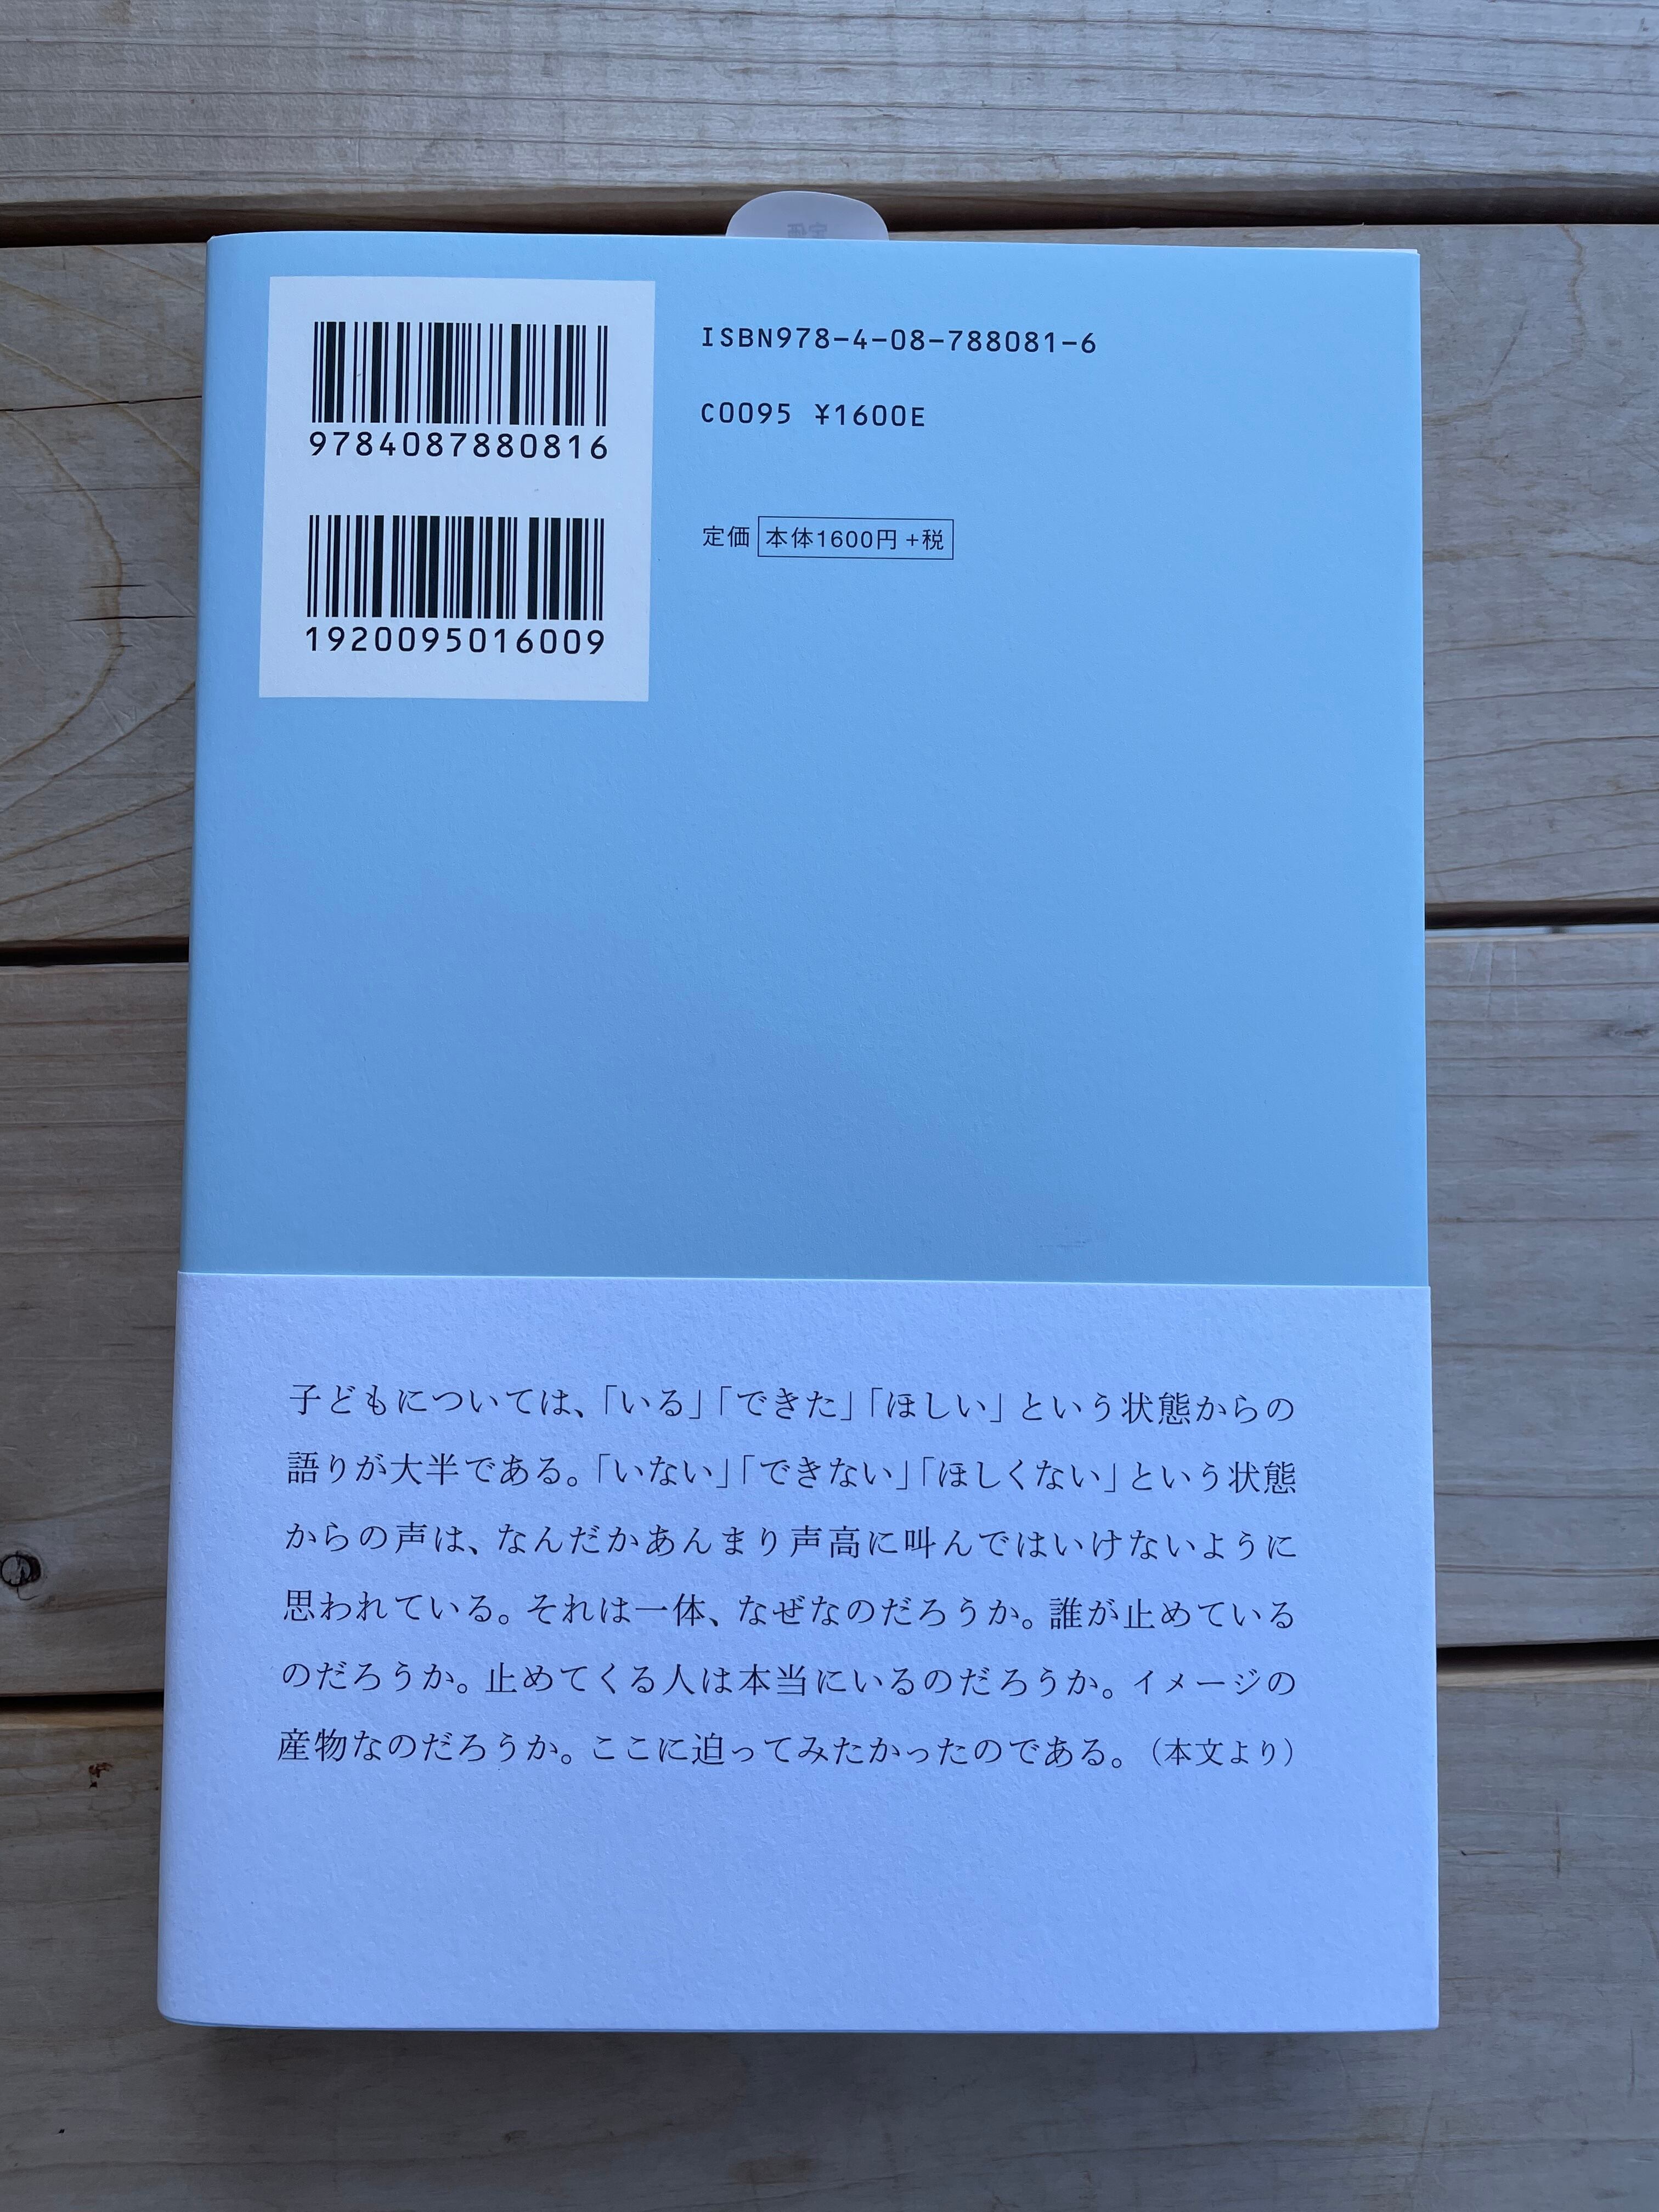 9784087880816
1920095016009
ISBN978-4-08-788081-6
C0095 ¥1600E
定価 本体1600円+税
子どもについては、「いる」「できた」「ほしい」という状態からの
語りが大半である。「いない」「できない」「ほしくない」という状態
からの声は、なんだかあんまり声高に叫んではいけないように
思われている。それは一体、なぜなのだろうか。誰が止めている
のだろうか。止めてくる人は本当にいるのだろうか。イメージの
産物なのだろうか。ここに迫ってみたかったのである。（本文より）